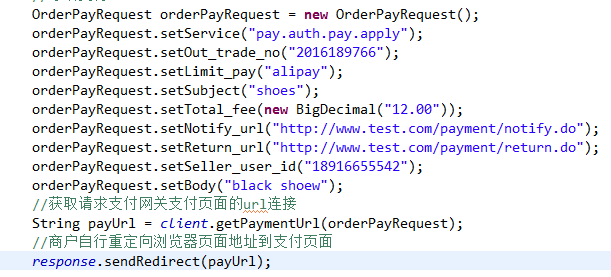 OrderPayRequest orderPayRequest = new OrderPayRequest();
orderPayRequest.setService("pay.auth.pay.apply");
orderPayRequest.setOut_trade_no("2016189766");
orderPayRequest.setLimit_pay("alipay");
orderPayRequest.setSubject("shoes");
orderPayRequest.setTotal_fee(new BigDecimal("12.00"));
orderPayRequest.setNotify_url("http://www.test.com/payment/notify.do");
orderPayRequest.setReturn_url("http://www.test.com/payment/return.do");
orderPayRequest.setSeller_user_id("18916655542");
orderPayRequest.setBody("black shoew");
//获取请求支付网关支付页面的url连接
String payUrl = client.getPaymentUrl(orderPayRequest);
//商户自行重定向浏览器页面地址到支付页面
response.sendRedirect(payUrl);